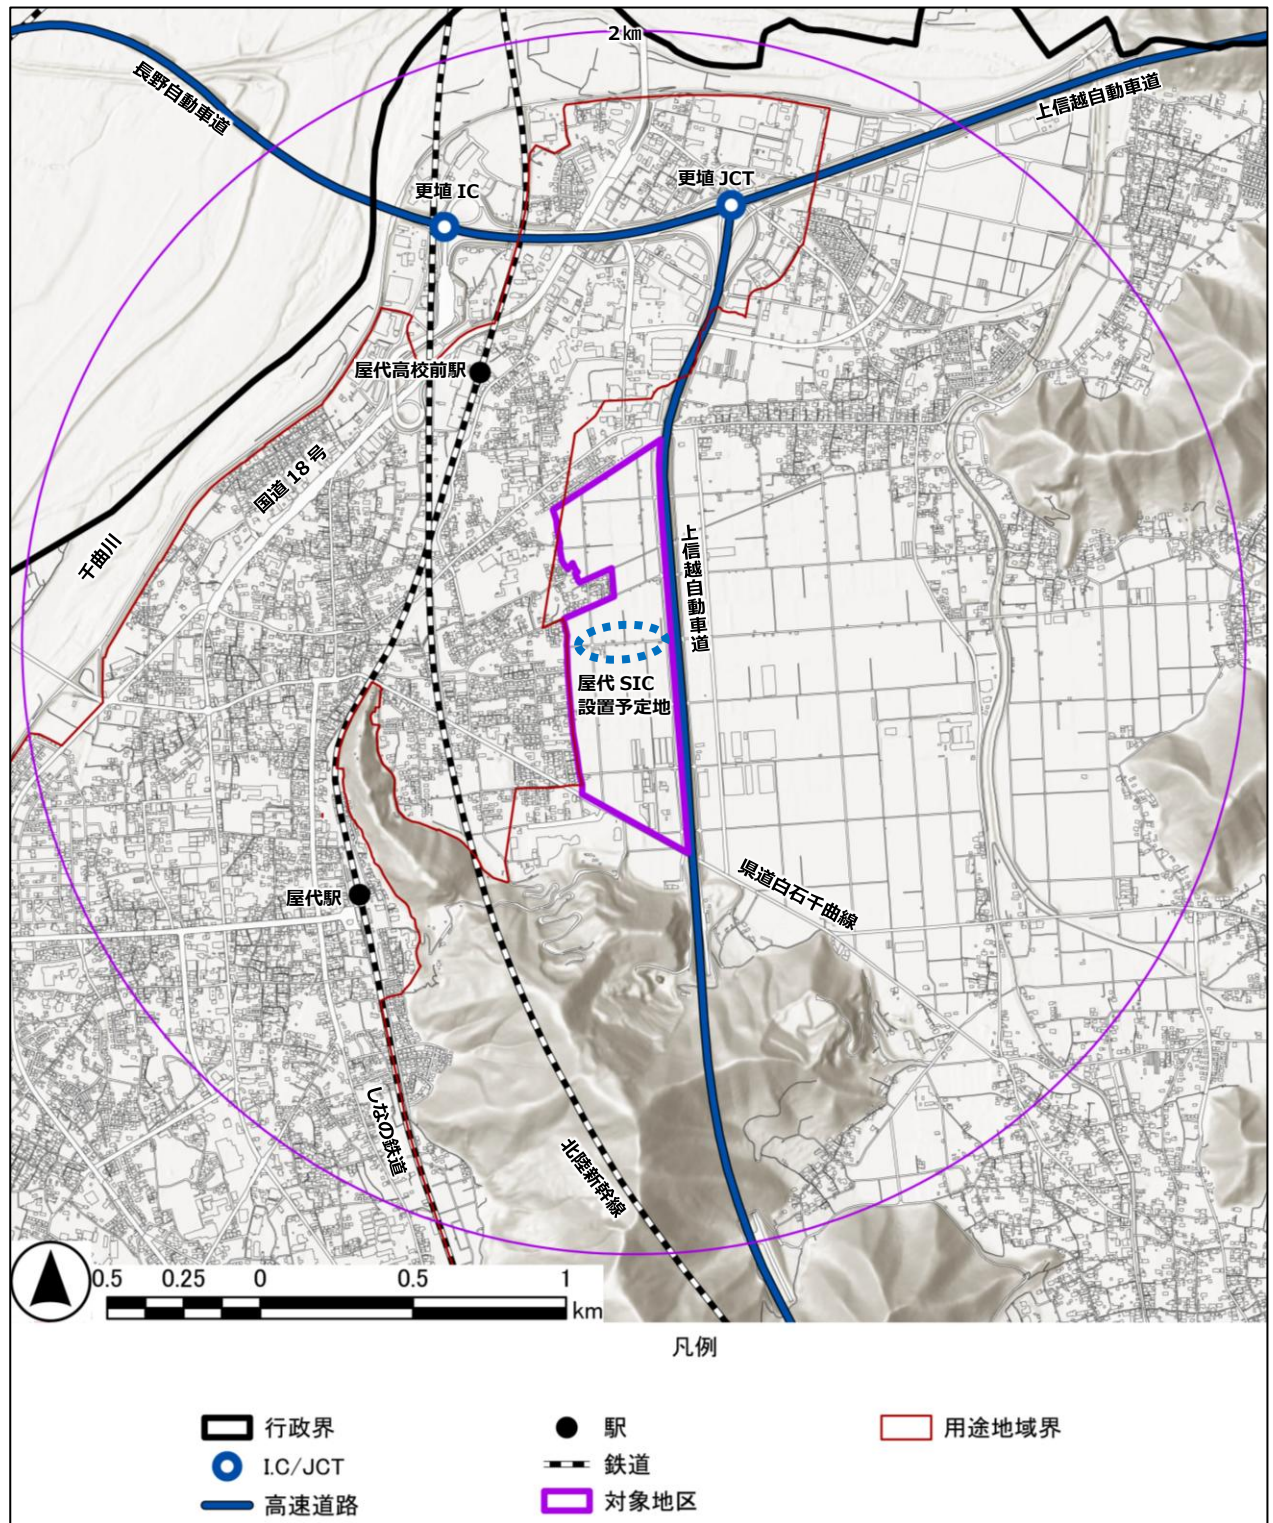 2km
長野自動車道
上信越自動車道
更埴 IC
更埴 JCT
屋代高校前駅
国道 18 号
千曲川
上信越自動車道
屋代 SIC
設置予定地
県道白石千曲線
屋代駅
しなの鉄道
北陸新幹線
0.5 0.25 0 0.5 1
km
凡例
行政界
駅
用途地域界
I.C/JCT
鉄道
高速道路
対象地区